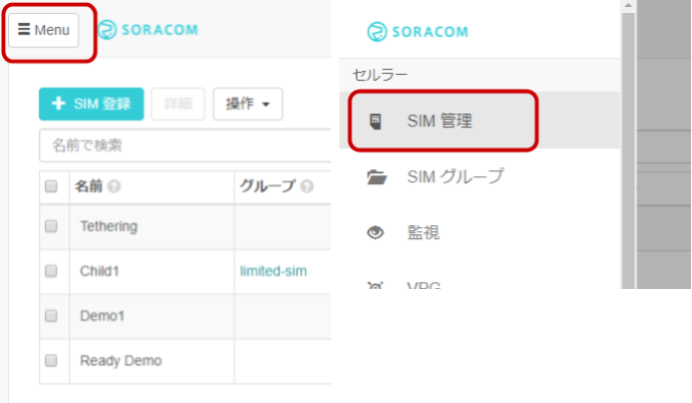 Menu
SORACOM
SIM 登録
詳細
操作
名前で検索
名前
グループ
Tethering
Child1
limited-sim
Demo1
Ready Demo
SORACOM
セルラー
SIM 管理
SIM グループ
監視
VPG